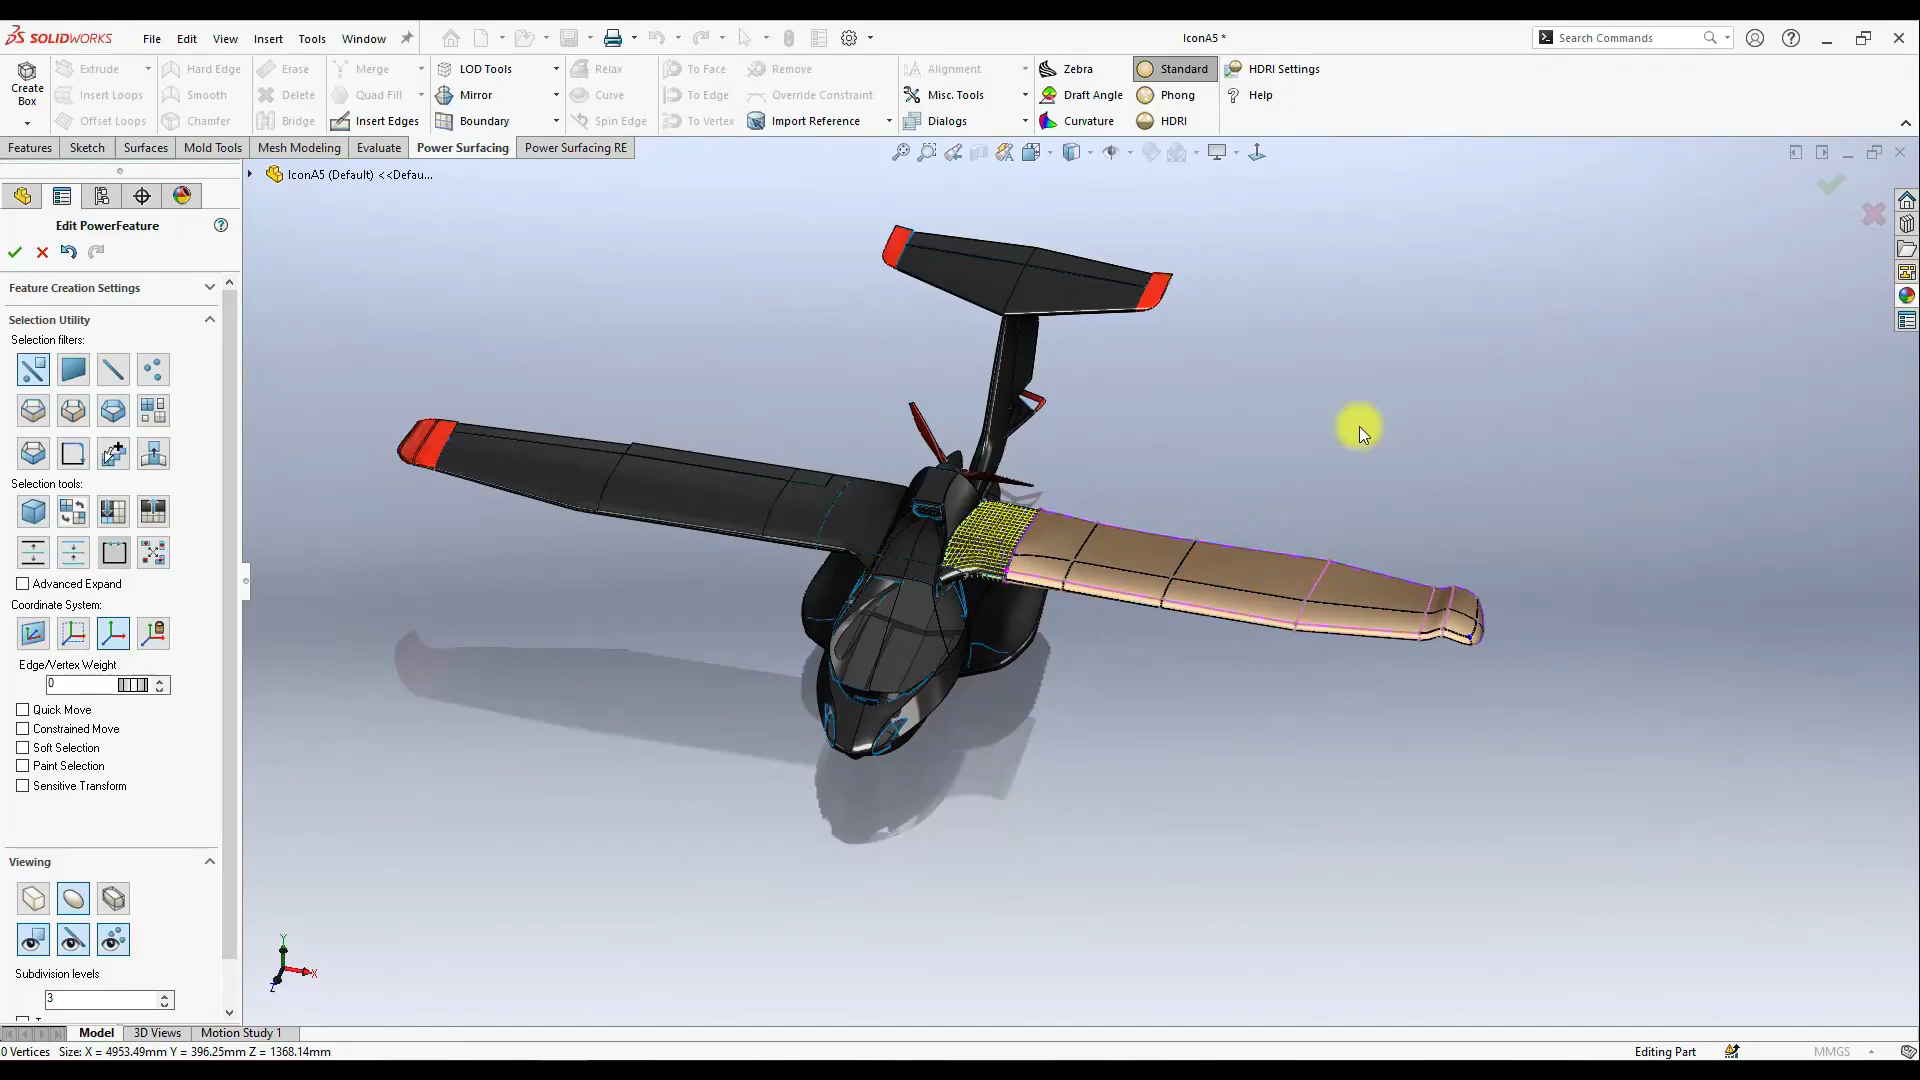 SOLIDWORKS File Edit View Insert Tools Window IconA5 * Search Commands
Extrude Hard Edge Erase Merge LOD Tools Relax To Face Remove Alignment Zebra Standard HDRI Settings
Create Box
Insert Loops Smooth Delete Quad Fill Mirror Curve To Edge Override Constraint Misc. Tools Draft Angle Phong Help
Offset Loops Chamfer Bridge Insert Edges Boundary Spin Edge To Vertex Import Reference Dialogs Curvature HDRI
Features Sketch Surfaces Mold Tools Mesh Modeling Evaluate Power Surfacing Power Surfacing RE
IconA5 (Default) <<Defau...
Edit PowerFeature
Feature Creation Settings
Selection Utility
Selection filters:
Selection tools:
Advanced Expand
Coordinate System:
Edge/Vertex Weight
0
Quick Move
Constrained Move
Soft Selection
Paint Selection
Sensitive Transform
Viewing
Subdivision levels
3
Y
X
Z
Model 3D Views Motion Study 1
0 Vertices Size: X = 4953.49mm Y = 396.25mm Z = 1368.14mm Editing Part MMGS